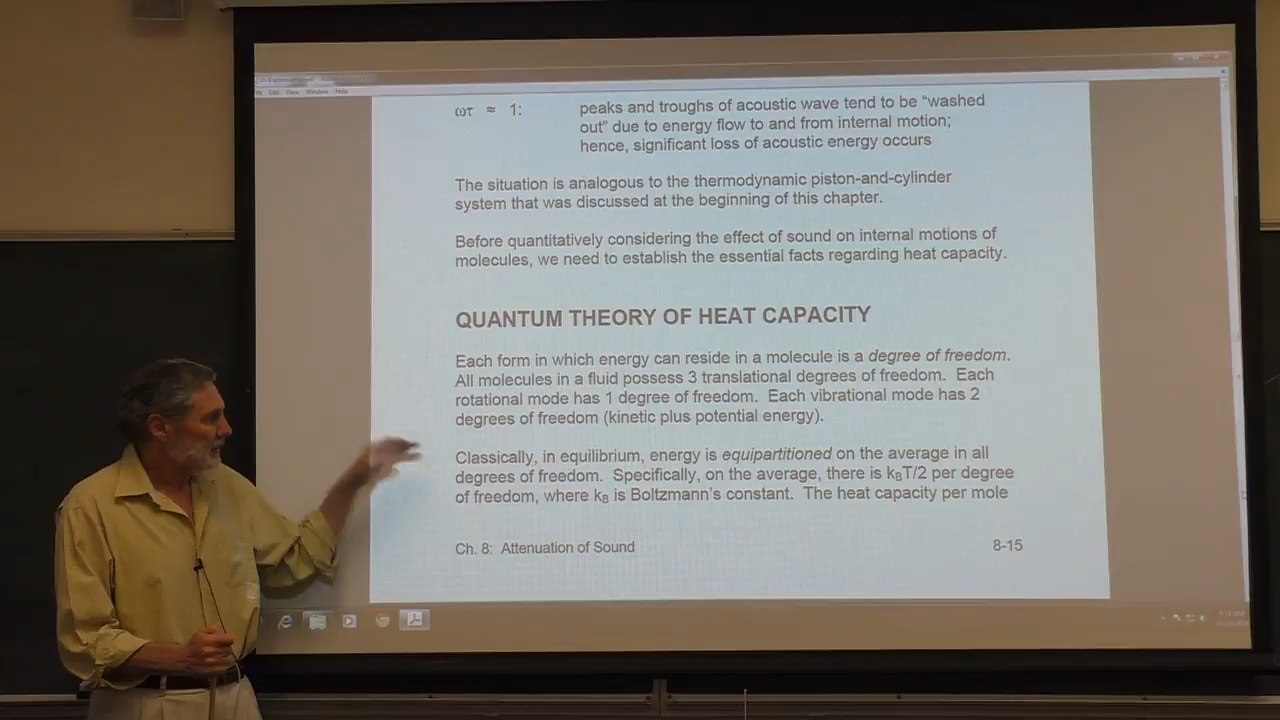 Edit View Window Help
ωτ ≈ 1: peaks and troughs of acoustic wave tend to be “washed
out” due to energy flow to and from internal motion;
hence, significant loss of acoustic energy occurs
The situation is analogous to the thermodynamic piston-and-cylinder
system that was discussed at the beginning of this chapter.
Before quantitatively considering the effect of sound on internal motions of
molecules, we need to establish the essential facts regarding heat capacity.
QUANTUM THEORY OF HEAT CAPACITY
Each form in which energy can reside in a molecule is a degree of freedom.
All molecules in a fluid possess 3 translational degrees of freedom. Each
rotational mode has 1 degree of freedom. Each vibrational mode has 2
degrees of freedom (kinetic plus potential energy).
Classically, in equilibrium, energy is equipartitioned on the average in all
degrees of freedom. Specifically, on the average, there is kBT/2 per degree
of freedom, where kB is Boltzmann’s constant. The heat capacity per mole
Ch. 8: Attenuation of Sound 8-15